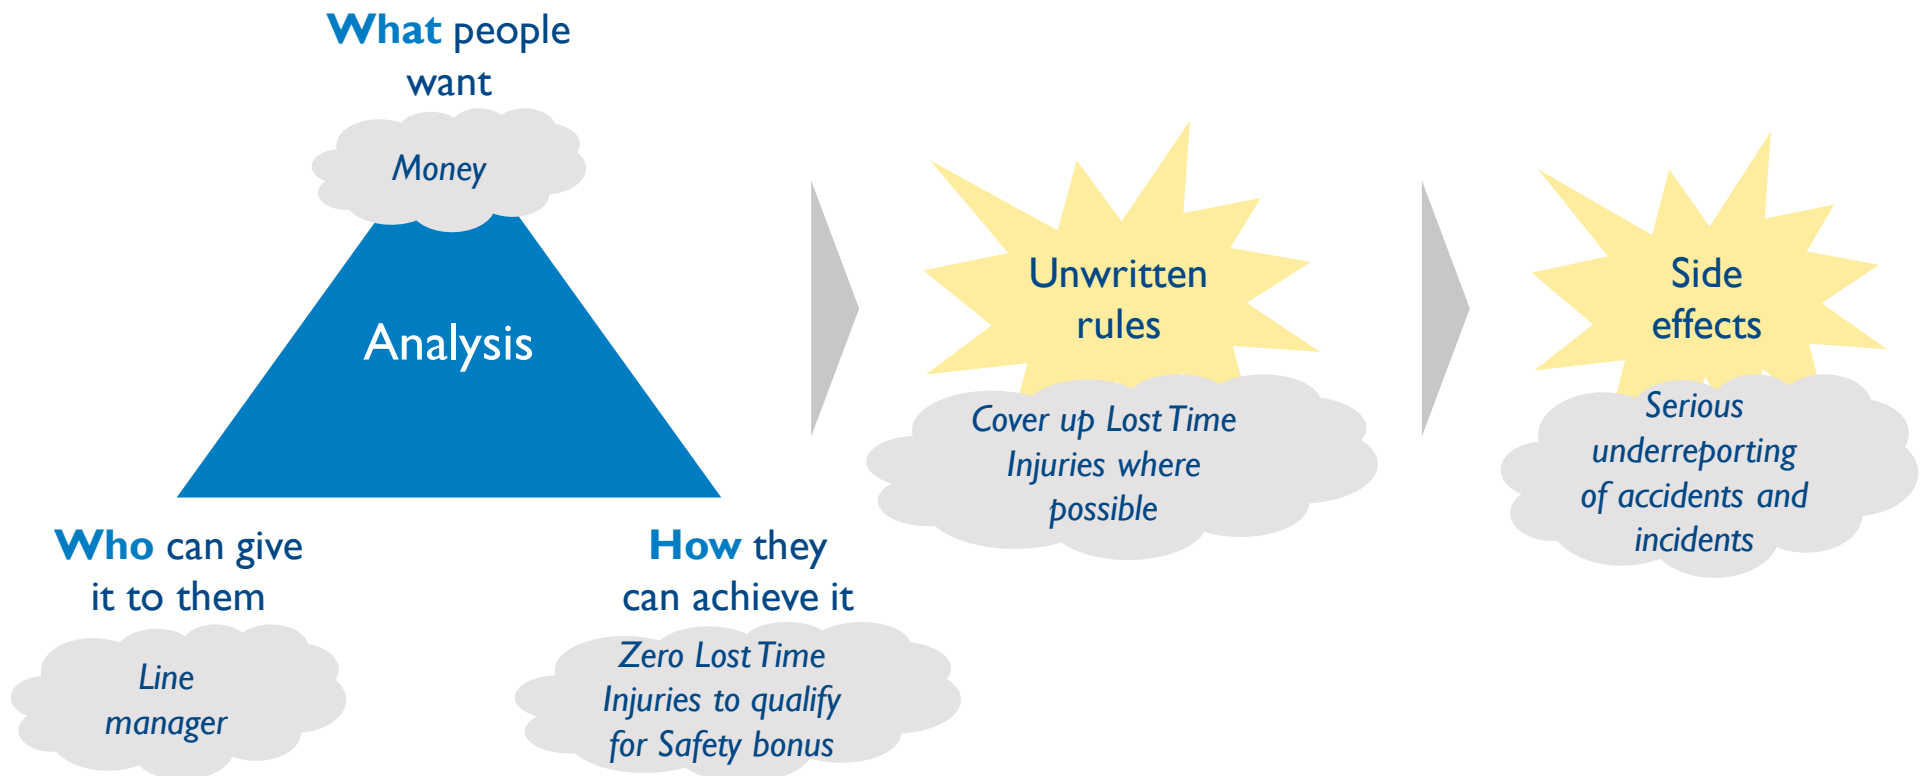 What people
want
Money
Analysis
Who can give
it to them
Line
manager
How they
can achieve it
Zero Lost Time
Injuries to qualify
for Safety bonus
Unwritten
rules
Cover up Lost Time
Injuries where
possible
Side
effects
Serious
underreporting
of accidents and
incidents